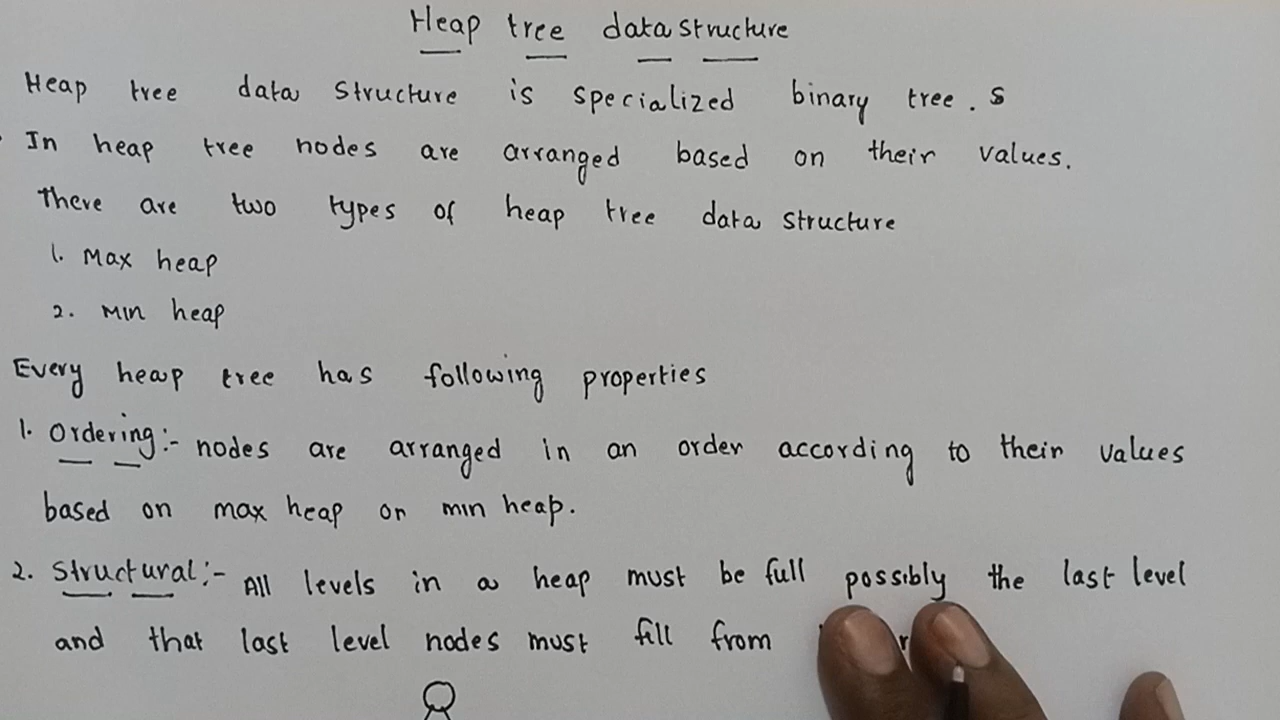 Heap tree data structure
Heap tree data structure is specialized binary tree. s
In heap tree nodes are arranged based on their values.
There are two types of heap tree data structure
1. Max heap
2. Min heap
Every heap tree has following properties
1. Ordering:- nodes are arranged in an order according to their values
based on max heap or min heap.
2. Structural:- All levels in a heap must be full possibly the last level
and that last level nodes must fill from